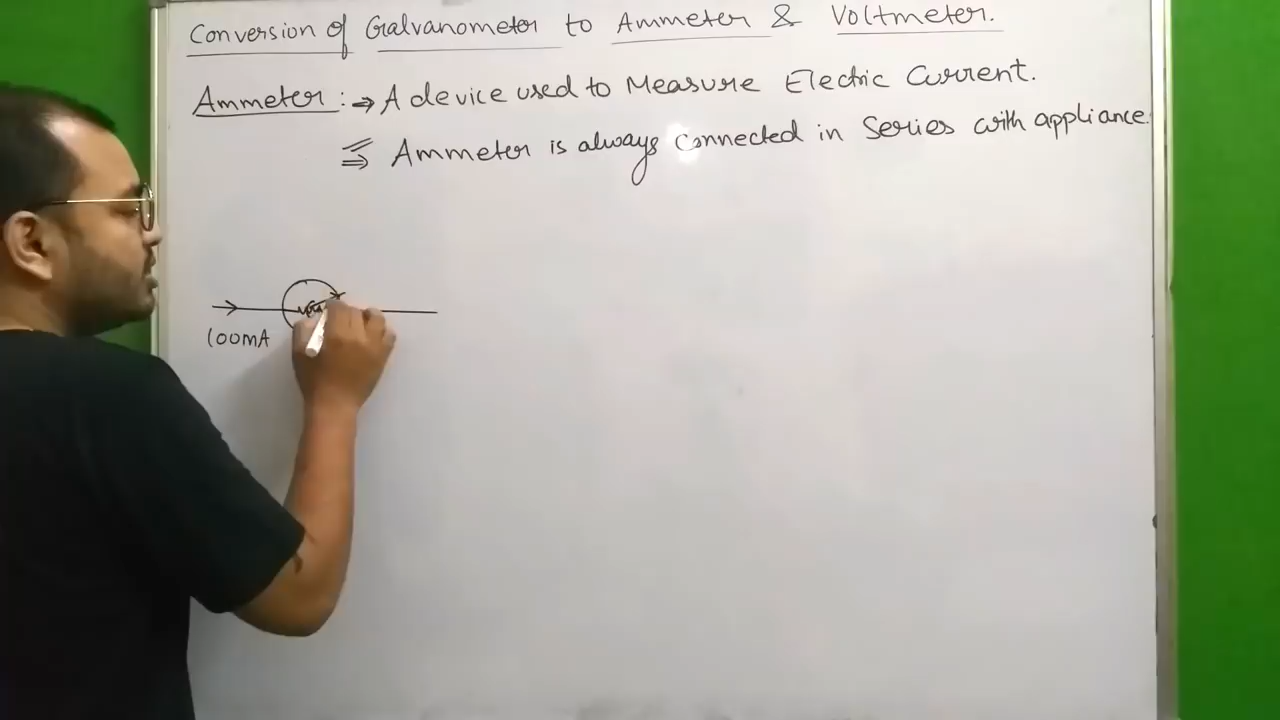 Conversion of Galvanometer to Ammeter & Voltmeter.
Ammeter :→ A device used to Measure Electric Current.
⇒ Ammeter is always Connected in Series with appliance.
100mA